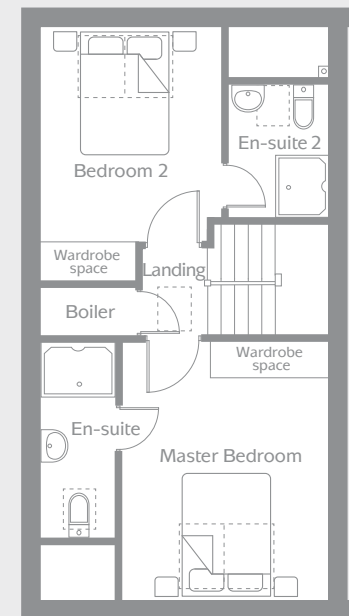 En-suite 2
Bedroom 2
Wardrobe
space
Landing
Boiler
Wardrobe
space
En-suite
Master Bedroom